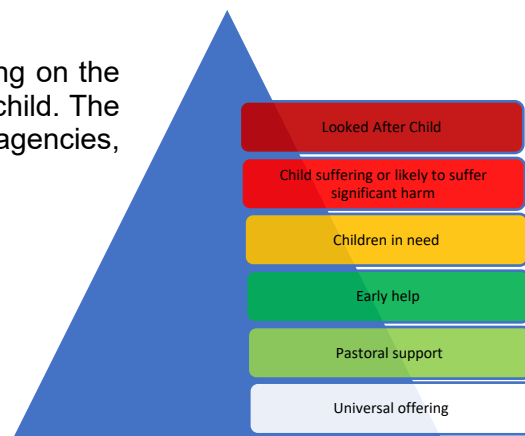 ng on the
child. The
agencies,
Looked After Child
Child suffering or likely to suffer
significant harm
Children in need
Early help
Pastoral support
Universal offering